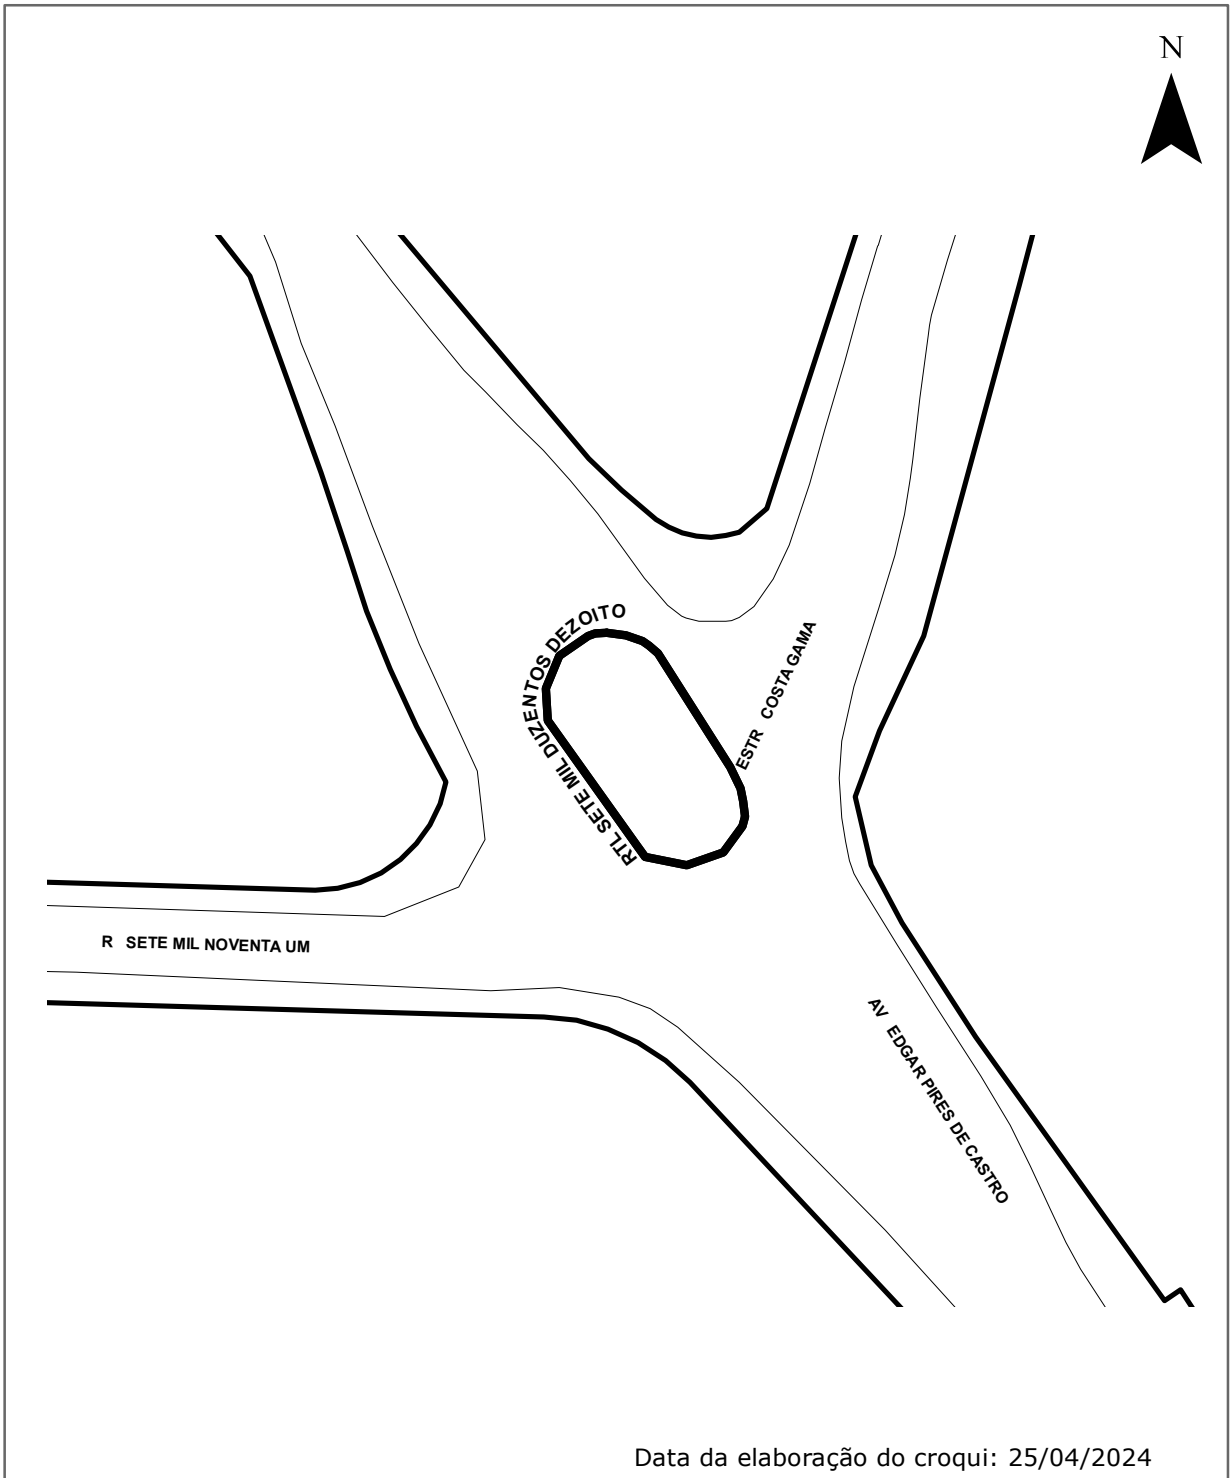 N
RTL SETE MIL DUZENTOS DEZOITO
ESTR COSTA GAMA
R SETE MIL NOVENTA UM
AV EDGAR PIRES DE CASTRO
Data da elaboração do croqui: 25/04/2024